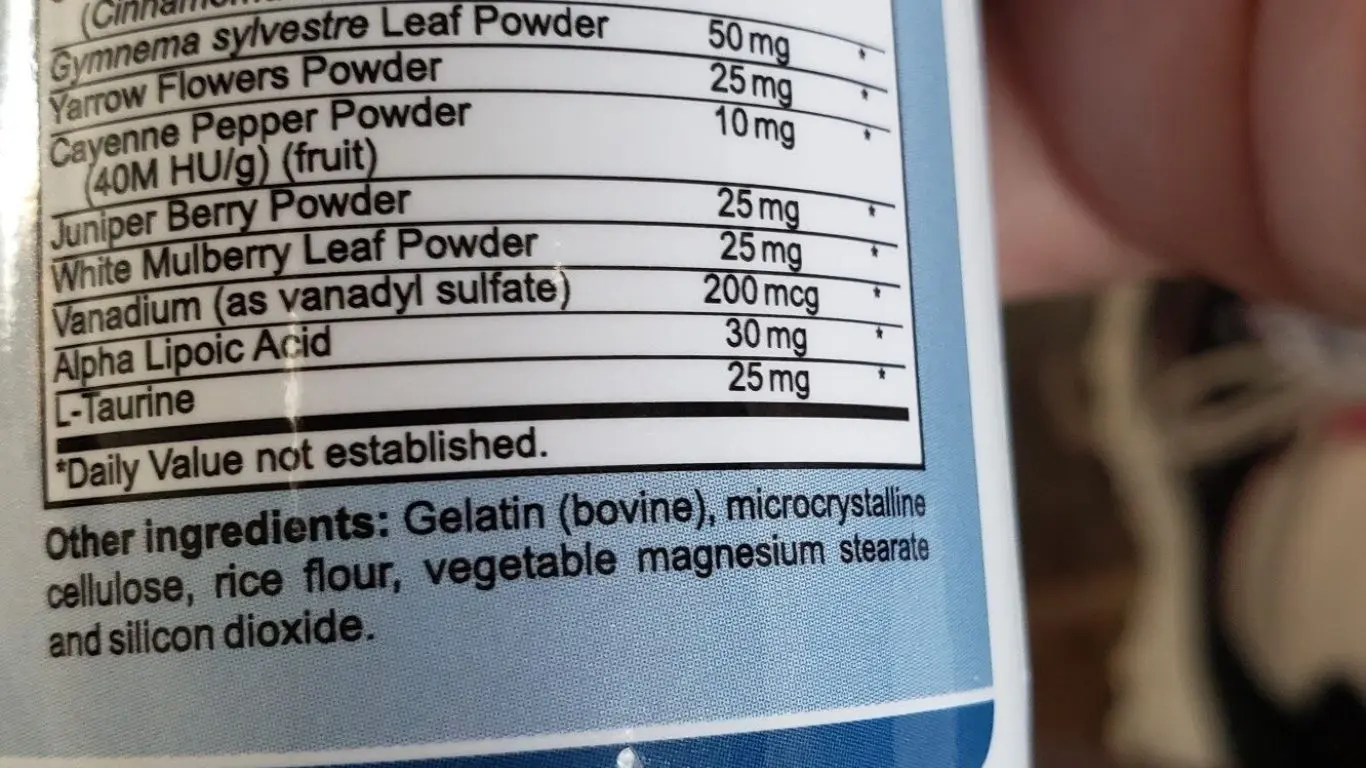 (Cinnamom
Gymnema sylvestre Leaf Powder 50 mg *
Yarrow Flowers Powder 25 mg *
Cayenne Pepper Powder 10 mg *
(40M HU/g) (fruit)
Juniper Berry Powder 25 mg *
White Mulberry Leaf Powder 25 mg *
Vanadium (as vanadyl sulfate) 200 mcg *
Alpha Lipoic Acid 30 mg *
L-Taurine 25 mg *
*Daily Value not established.
Other ingredients: Gelatin (bovine), microcrystalline
cellulose, rice flour, vegetable magnesium stearate
and silicon dioxide.